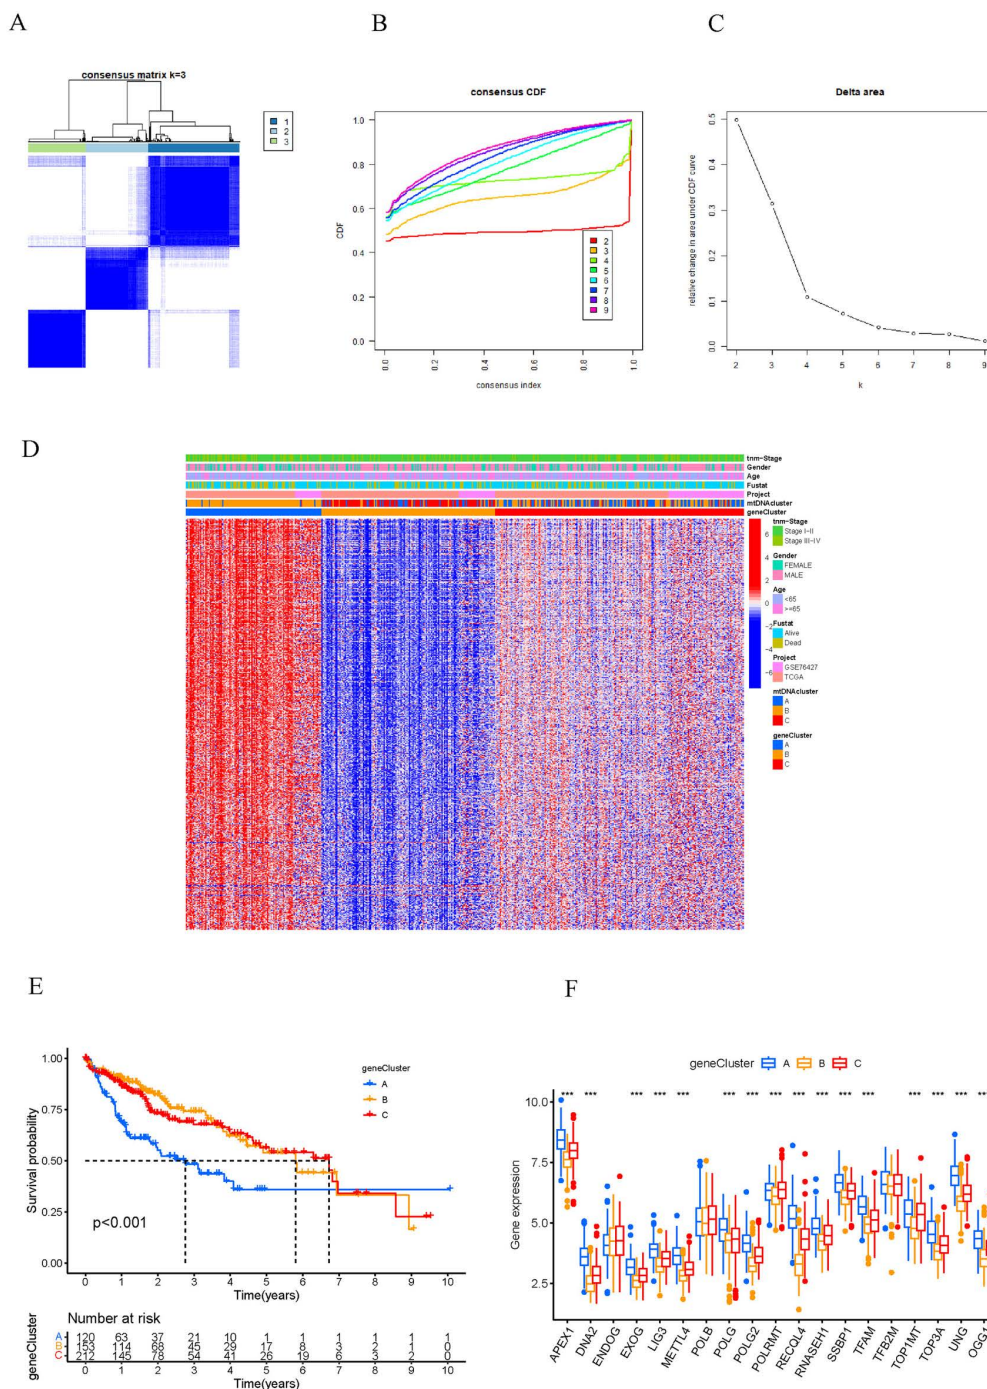 A
B
C
consensus matrix k=3
1
2
3
consensus CDF
CDF
1.0
0.8
0.6
0.4
0.2
0.0
0.0
0.2
0.4
0.6
0.8
1.0
consensus index
2
3
4
5
6
7
8
9
Delta area
relative change in area under CDF curve
0.5
0.4
0.3
0.2
0.1
0.0
2
3
4
5
6
7
8
9
k
D
tnm-Stage
Gender
Age
Fustat
Project
mtDNAcluster
geneCluster
6
4
2
0
−2
−4
−6
tnm-Stage
Stage I-II
Stage III-IV
Gender
FEMALE
MALE
Age
<65
>=65
Fustat
Alive
Dead
Project
GSE76427
TCGA
mtDNAcluster
A
B
C
geneCluster
A
B
C
E
geneCluster
A
B
C
Survival probability
1.00
0.75
0.50
0.25
0.00
p<0.001
0 1 2 3 4 5 6 7 8 9 10
Time(years)
Number at risk
geneCluster
A 120 63 37 21 10 1 1 1 1 1 1
B 153 114 68 45 29 17 8 3 2 1 0
C 212 145 78 54 41 26 19 6 3 2 0
0 1 2 3 4 5 6 7 8 9 10
Time(years)
F
geneCluster A B C
*** *** *** *** *** *** *** *** *** *** *** *** *** *** *** ***
Gene expression
10.0
7.5
5.0
2.5
APEX1
DNA2
ENDOG
EXOG
LIG3
METTL4
POLB
POLG
POLG2
POLRMT
RECQL4
RNASEH1
SSBP1
TFAM
TFB2M
TOP1MT
TOP3A
UNG
OGG1